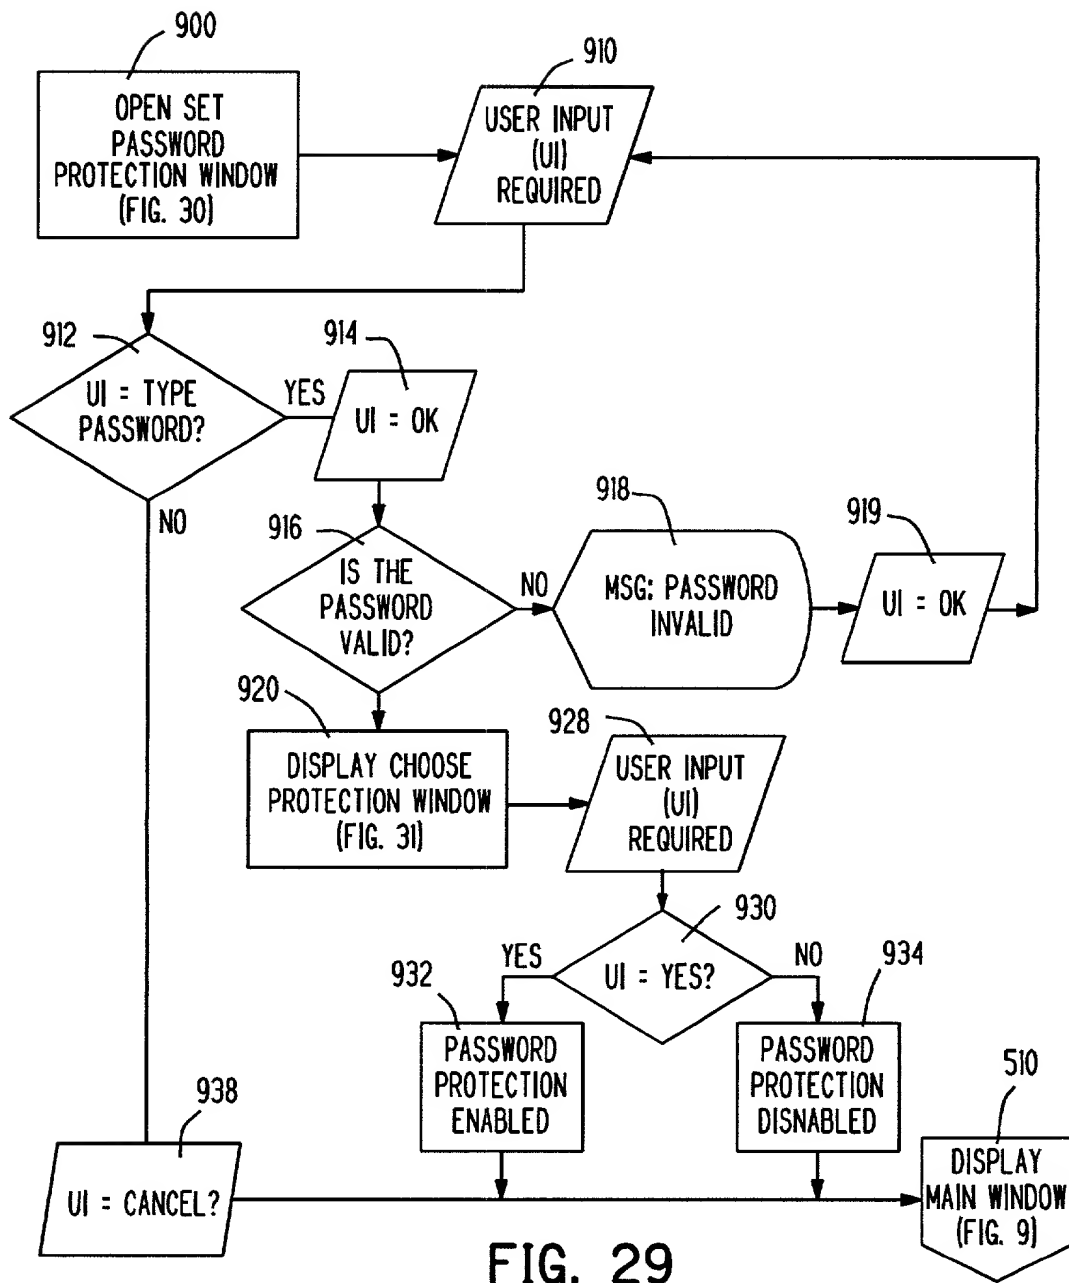 900
OPEN SET
PASSWORD
PROTECTION WINDOW
(FIG. 30)
910
USER INPUT
(UI)
REQUIRED
912
UI = TYPE
PASSWORD?
YES
NO
914
UI = OK
916
IS THE
PASSWORD
VALID?
NO
918
MSG: PASSWORD
INVALID
919
UI = OK
920
DISPLAY CHOOSE
PROTECTION WINDOW
(FIG. 31)
928
USER INPUT
(UI)
REQUIRED
930
UI = YES?
YES
NO
932
PASSWORD
PROTECTION
ENABLED
934
PASSWORD
PROTECTION
DISNABLED
938
UI = CANCEL?
510
DISPLAY
MAIN WINDOW
(FIG. 9)
FIG. 29